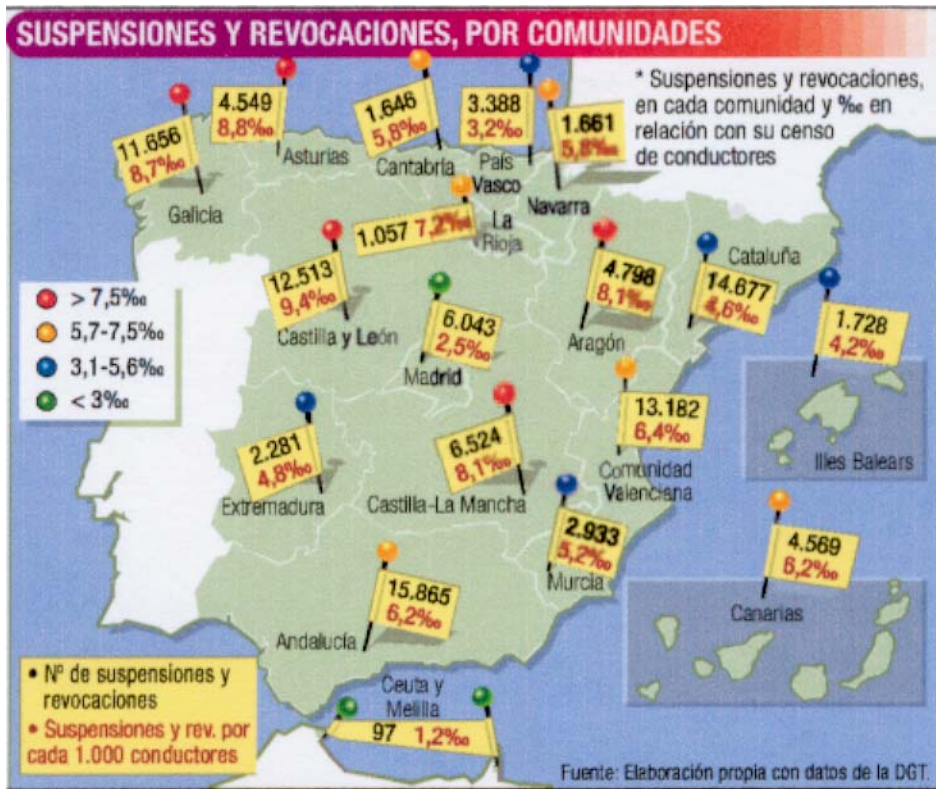 SUSPENSIONES Y REVOCACIONES, POR COMUNIDADES
* Suspensiones y revocaciones,
en cada comunidad y ‰ en
relación con su censo
de conductores
11.656
8,7‰
Galicia
4.549
8,8‰
Asturias
1.646
5,8‰
Cantabria
3.388
3,2‰
País
Vasco
1.661
5,8‰
Navarra
1.057 7,2‰
La
Rioja
12.513
9,4‰
Castilla y León
6.043
2,5‰
Madrid
4.798
8,1‰
Aragón
Cataluña
14.677
4,6‰
1.728
4,2‰
Illes Balears
> 7,5‰
5,7-7,5‰
3,1-5,6‰
< 3‰
2.281
4,8‰
Extremadura
6.524
8,1‰
Castilla-La Mancha
13.182
6,4‰
Comunidad
Valenciana
2.933
5,2‰
Murcia
4.569
6,2‰
Canarias
15.865
6,2‰
Andalucía
Ceuta y
Melilla
97 1,2‰
• Nº de suspensiones y
revocaciones
• Suspensiones y rev. por
cada 1.000 conductores
Fuente: Elaboración propia con datos de la DGT.